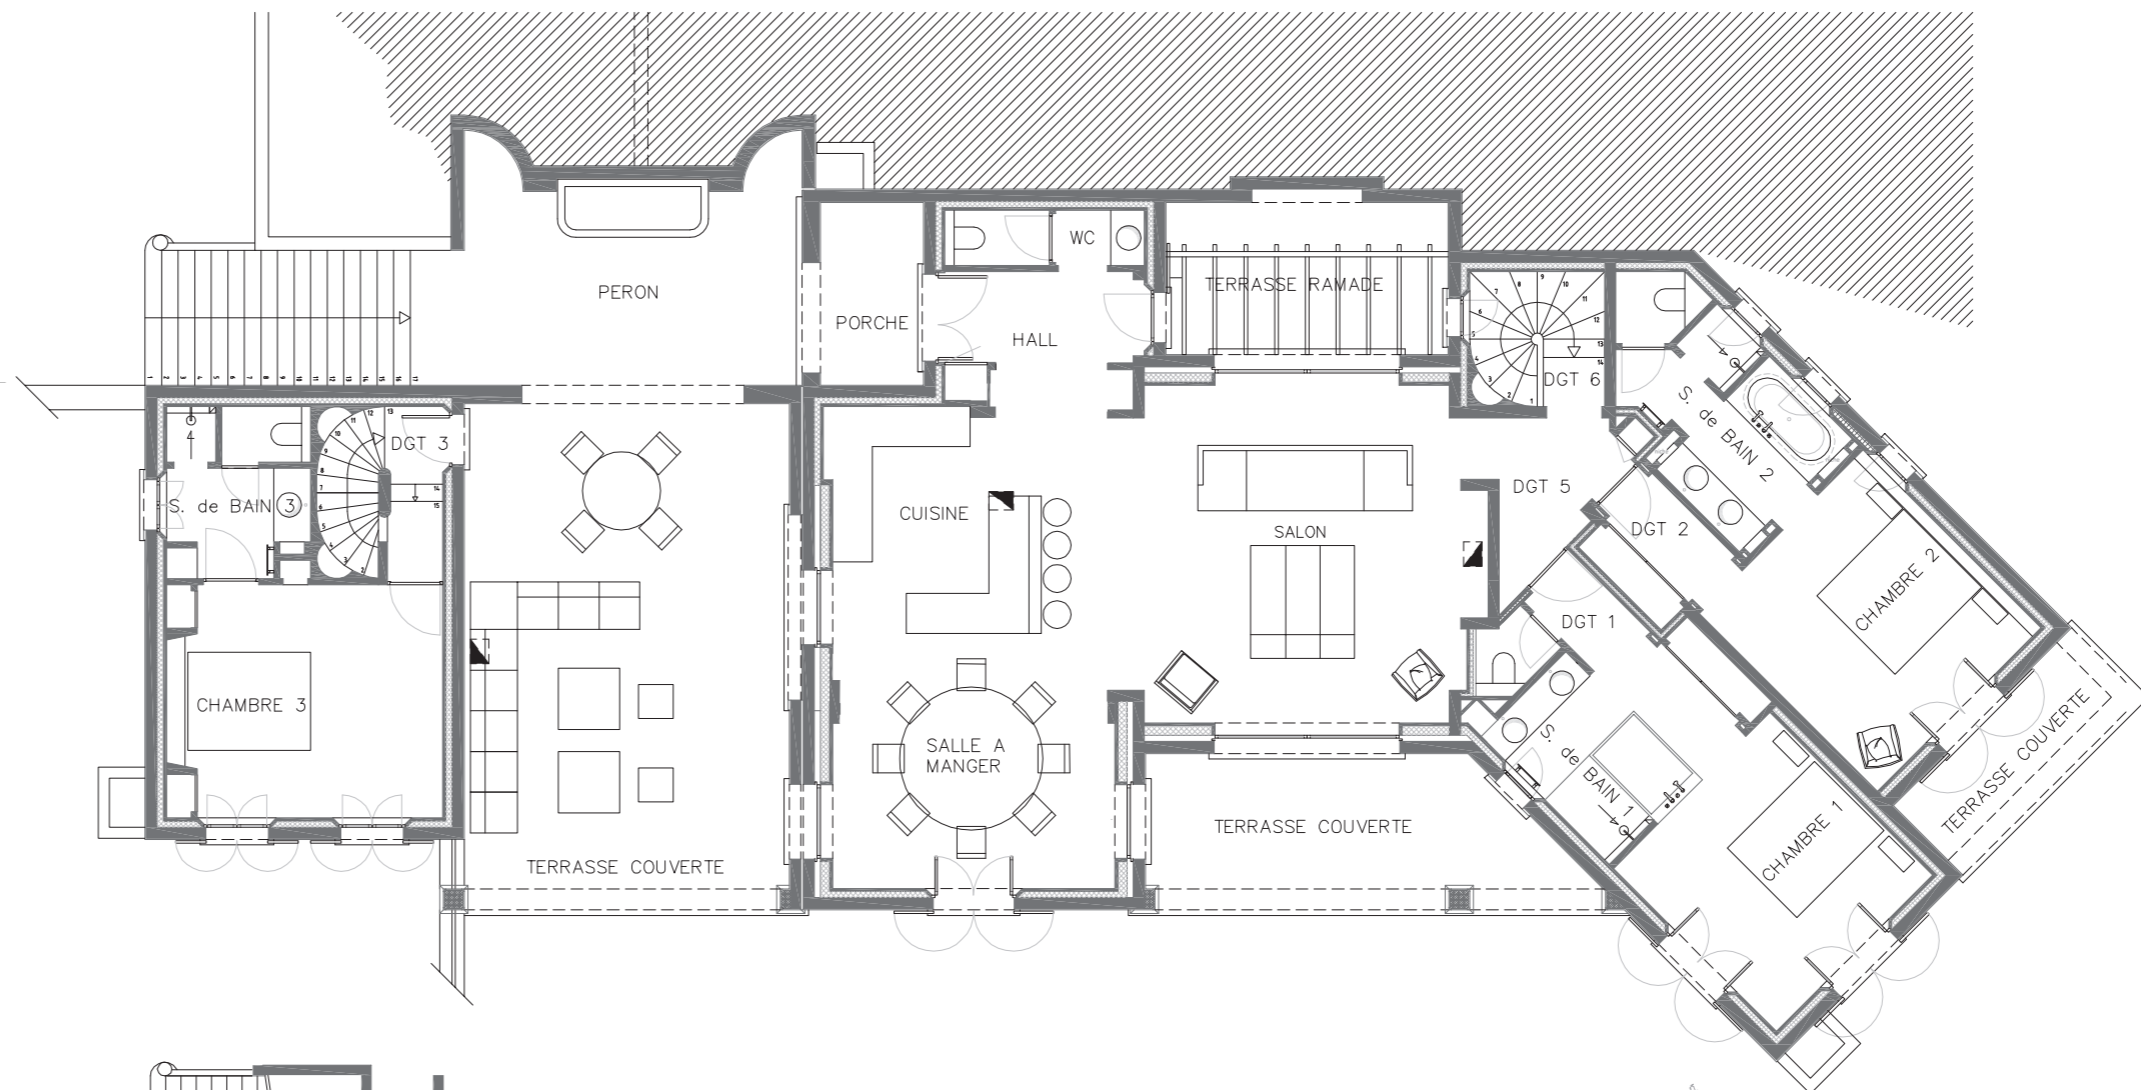 PERON
WC
TERRASSE RAMADE
PORCHE
HALL
DGT 6
DGT 3
S. de BAIN 3
CUISINE
SALON
DGT 5
S. de BAIN 2
DGT 2
CHAMBRE 2
DGT 1
CHAMBRE 3
SALLE A
MANGER
S. de BAIN 1
TERRASSE COUVERTE
TERRASSE COUVERTE
CHAMBRE 1
TERRASSE COUVERTE